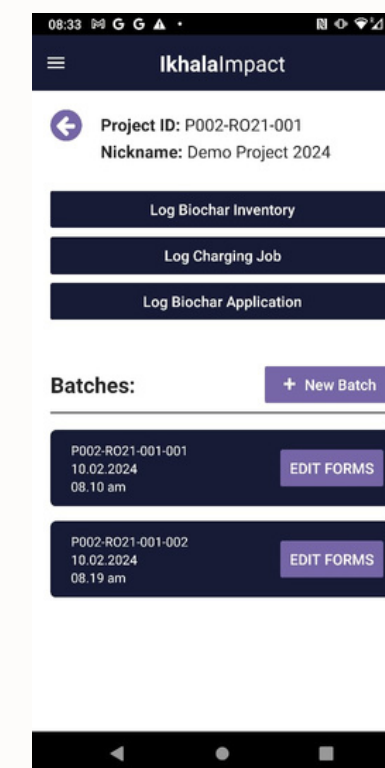 08:33 M G G
IkhalaImpact
Project ID: P002-RO21-001
Nickname: Demo Project 2024
Log Biochar Inventory
Log Charging Job
Log Biochar Application
Batches:
+ New Batch
P002-RO21-001-001
10.02.2024
08.10 am
EDIT FORMS
P002-RO21-001-002
10.02.2024
08.19 am
EDIT FORMS